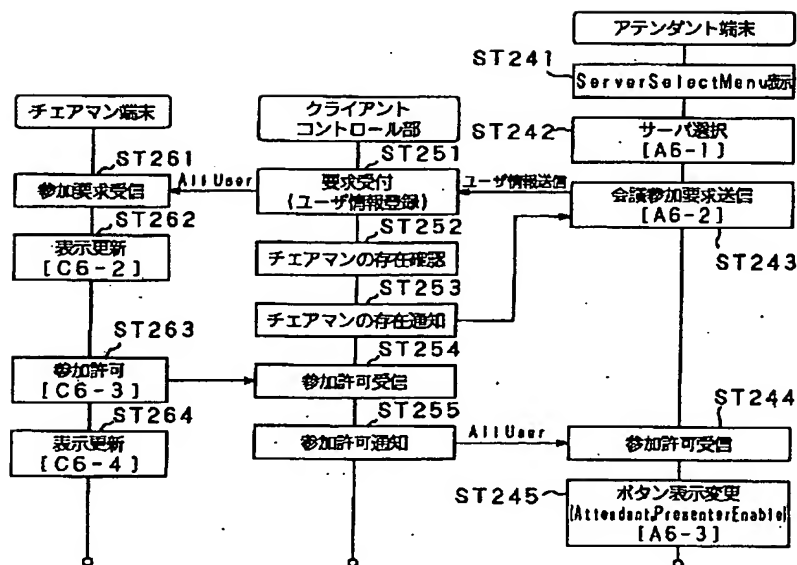 アテンダント端末
ST241
ServerSelectMenu表示
チェアマン端末
クライアント
コントロール部
ST242
サーバ選択
[A6-1]
ST261
ST251
参加要求受信
AllUser
要求受付
(ユーザ情報登録)
ユーザ情報送信
会議参加要求送信
[A6-2]
ST243
ST262
表示更新
[C6-2]
ST252
チェアマンの存在確認
ST253
チェアマンの存在通知
ST263
参加許可
[C6-3]
ST254
参加許可受信
ST264
表示更新
[C6-4]
ST255
参加許可通知
AllUser
ST244
参加許可受信
ST245
ボタン表示変更
(Attendant,PresenterEnable)
[A6-3]